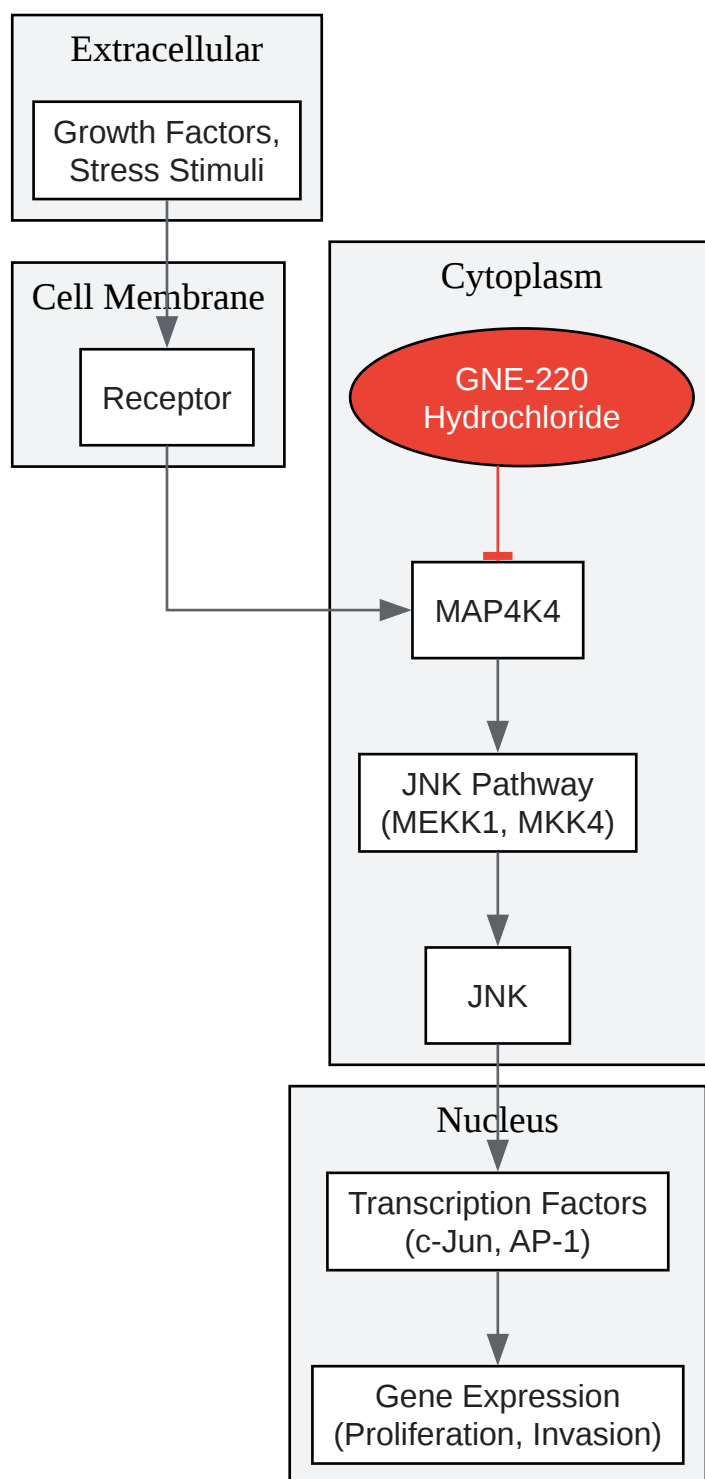 Extracellular
Growth Factors,
Stress Stimuli
Cell Membrane
Receptor
Cytoplasm
GNE-220
Hydrochloride
MAP4K4
JNK Pathway
(MEKK1, MKK4)
JNK
Nucleus
Transcription Factors
(c-Jun, AP-1)
Gene Expression
(Proliferation, Invasion)